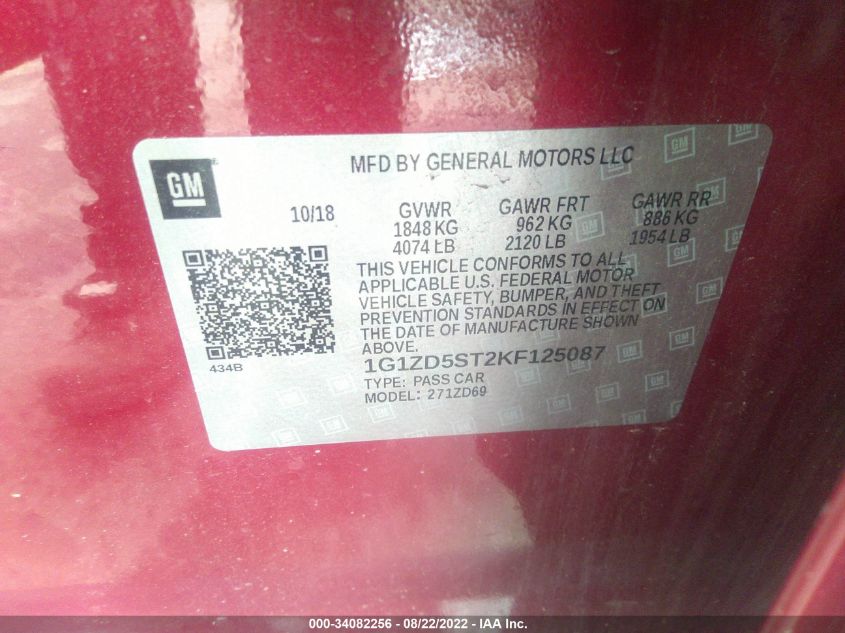 GM
MFD BY GENERAL MOTORS LLC
10/18
GVWR GAWR FRT GAWR RR
1848 KG 962 KG 886 KG
4074 LB 2120 LB 1954 LB
THIS VEHICLE CONFORMS TO ALL
APPLICABLE U.S. FEDERAL MOTOR
VEHICLE SAFETY, BUMPER, AND THEFT
PREVENTION STANDARDS IN EFFECT ON
THE DATE OF MANUFACTURE SHOWN
ABOVE.
434B
1G1ZD5ST2KF125087
TYPE: PASS CAR
MODEL: 271ZD69
000-34082256 - 08/22/2022 - IAA Inc.